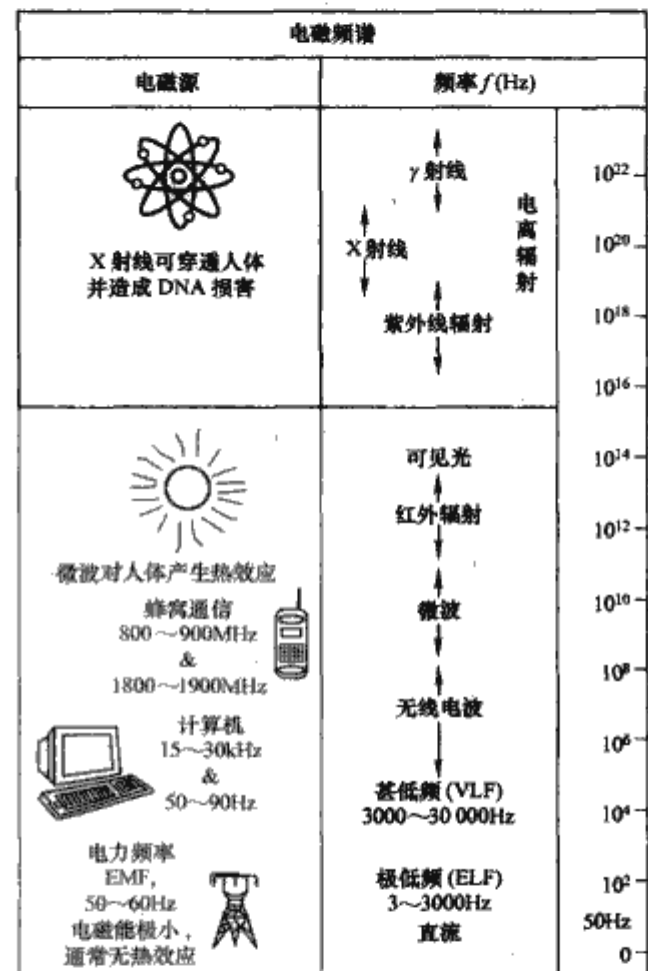 电磁频谱
电磁源
频率 f(Hz)
X 射线可穿透人体
并造成 DNA 损害
γ 射线
X 射线
紫外线辐射
电离辐射
10²²
10²⁰
10¹⁸
10¹⁶
微波对人体产生热效应
蜂窝通信
800～900MHz
&
1800～1900MHz
计算机
15～30kHz
&
50～90Hz
电力频率
EMF，
50～60Hz
电磁能极小，
通常无热效应
可见光
红外辐射
微波
无线电波
甚低频 (VLF)
3000～30 000Hz
极低频 (ELF)
3～3000Hz
直流
10¹⁴
10¹²
10¹⁰
10⁸
10⁶
10⁴
10²
50Hz
0